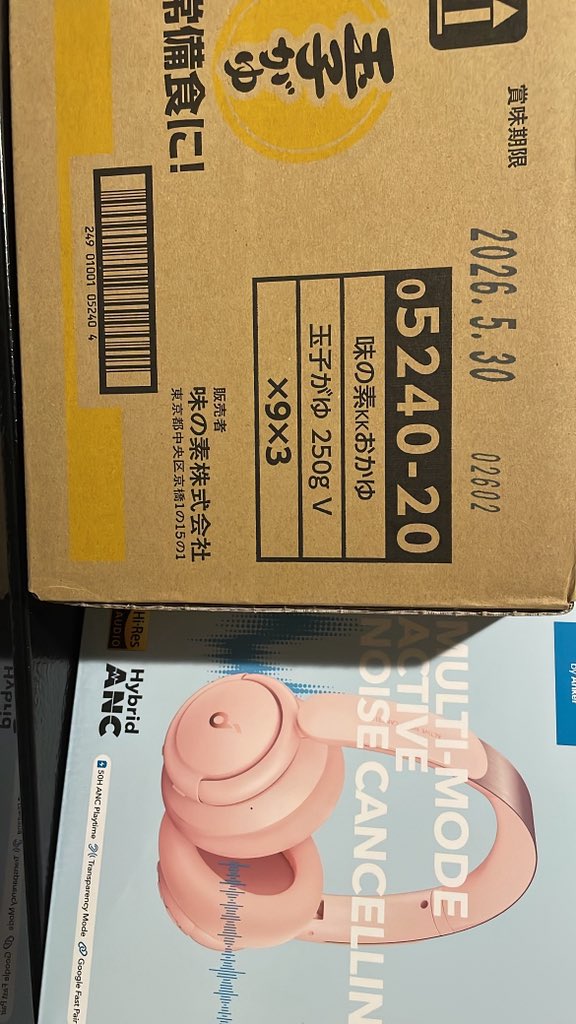 玉子がゆ
常備食に!
賞味期限
2026.5.30
02602
05240-20
味の素KKおかゆ
玉子がゆ 250g V
×9×3
249 01001 05240 4
販売者
味の素株式会社
東京都中央区京橋1の15の1
by Anker
MULTI-MODE
ACTIVE
NOISE CANCELLIN
Hi-Res
AUDIO
Hybrid
ANC
50H ANC Playtime
Transparency Mode
Google Fast Pair
Hybrid